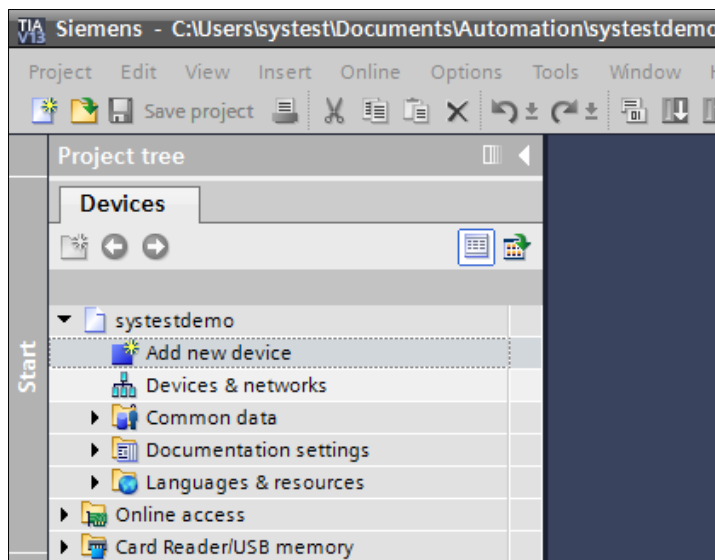 TIA V13 Siemens - C:\Users\systest\Documents\Automation\systestdemo
Project Edit View Insert Online Options Tools Window
Save project
Project tree
Devices
Start
systestdemo
Add new device
Devices & networks
Common data
Documentation settings
Languages & resources
Online access
Card Reader/USB memory